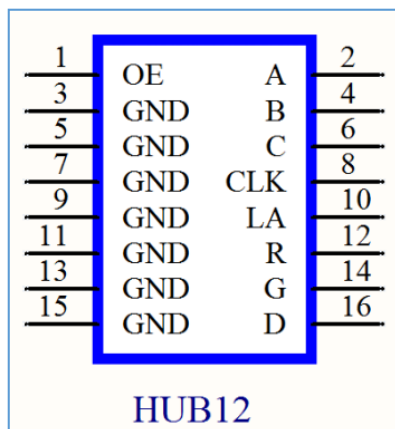 1 OE A 2
3 GND B 4
5 GND C 6
7 GND CLK 8
9 GND LA 10
11 GND R 12
13 GND G 14
15 GND D 16
HUB12